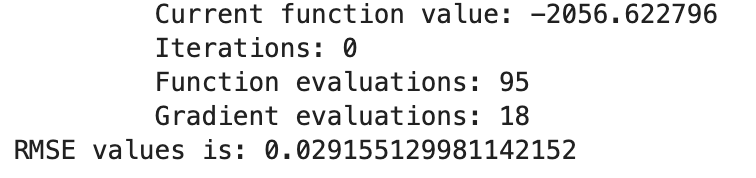 Current function value: -2056.622796
Iterations: 0
Function evaluations: 95
Gradient evaluations: 18
RMSE values is: 0.029155129981142152